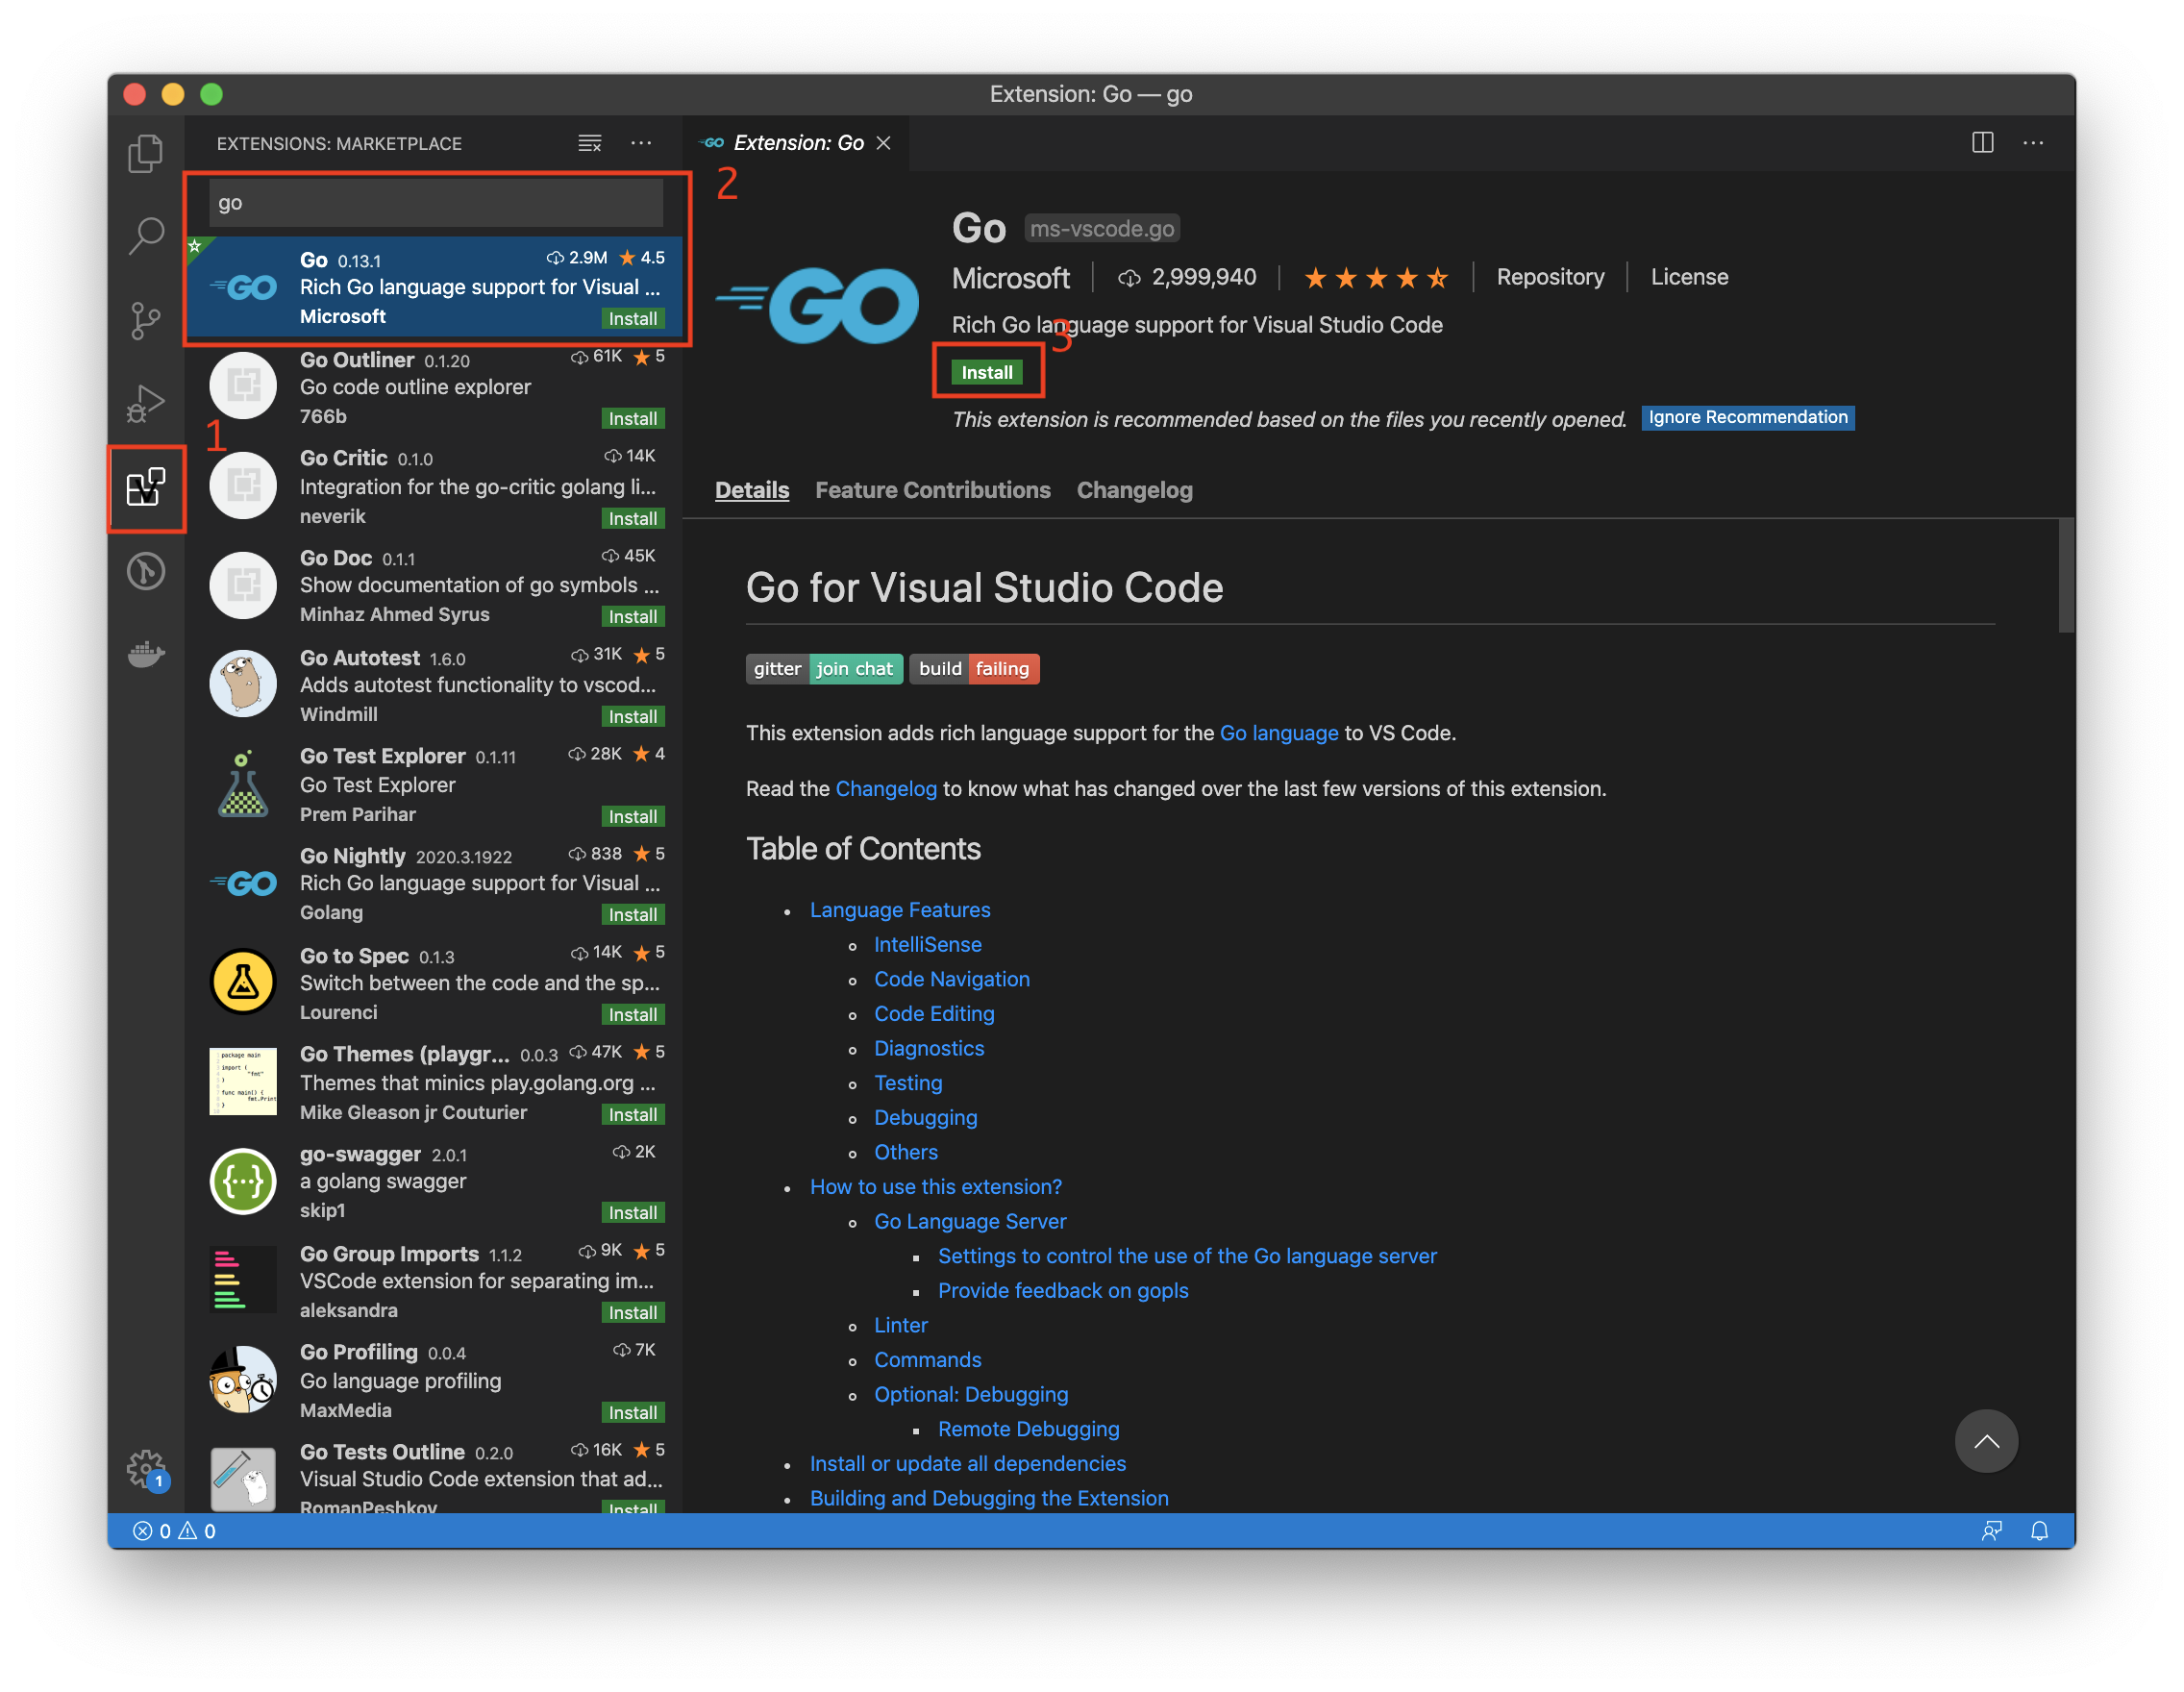 Extension: Go — go
EXTENSIONS: MARKETPLACE
go
Go 0.13.1 2.9M 4.5
Rich Go language support for Visual ...
Microsoft Install
Go Outliner 0.1.20 61K 5
Go code outline explorer
766b Install
1
Go Critic 0.1.0 14K
Integration for the go-critic golang li...
neverik Install
Go Doc 0.1.1 45K
Show documentation of go symbols ...
Minhaz Ahmed Syrus Install
Go Autotest 1.6.0 31K 5
Adds autotest functionality to vscod...
Windmill Install
Go Test Explorer 0.1.11 28K 4
Go Test Explorer
Prem Parihar Install
GO
Go Nightly 2020.3.1922 838 5
Rich Go language support for Visual ...
Golang Install
Go to Spec 0.1.3 14K 5
Switch between the code and the sp...
Lourenci Install
package main
import (
"fmt"
)
func main() {
fmt.Print
}
Go Themes (playgr... 0.0.3 47K 5
Themes that minics play.golang.org ...
Mike Gleason jr Couturier Install
go-swagger 2.0.1 2K
a golang swagger
skip1 Install
Go Group Imports 1.1.2 9K 5
VSCode extension for separating im...
aleksandra Install
Go Profiling 0.0.4 7K
Go language profiling
MaxMedia Install
Go Tests Outline 0.2.0 16K 5
Visual Studio Code extension that ad...
RomanPeshkov Install
1
GO Extension: Go
2
GO
Go ms-vscode.go
Microsoft 2,999,940 Repository License
Rich Go language support for Visual Studio Code
3
Install
This extension is recommended based on the files you recently opened. Ignore Recommendation
Details Feature Contributions Changelog
Go for Visual Studio Code
gitter join chat build failing
This extension adds rich language support for the Go language to VS Code.
Read the Changelog to know what has changed over the last few versions of this extension.
Table of Contents
Language Features
IntelliSense
Code Navigation
Code Editing
Diagnostics
Testing
Debugging
Others
How to use this extension?
Go Language Server
Settings to control the use of the Go language server
Provide feedback on gopls
Linter
Commands
Optional: Debugging
Remote Debugging
Install or update all dependencies
Building and Debugging the Extension
0 0